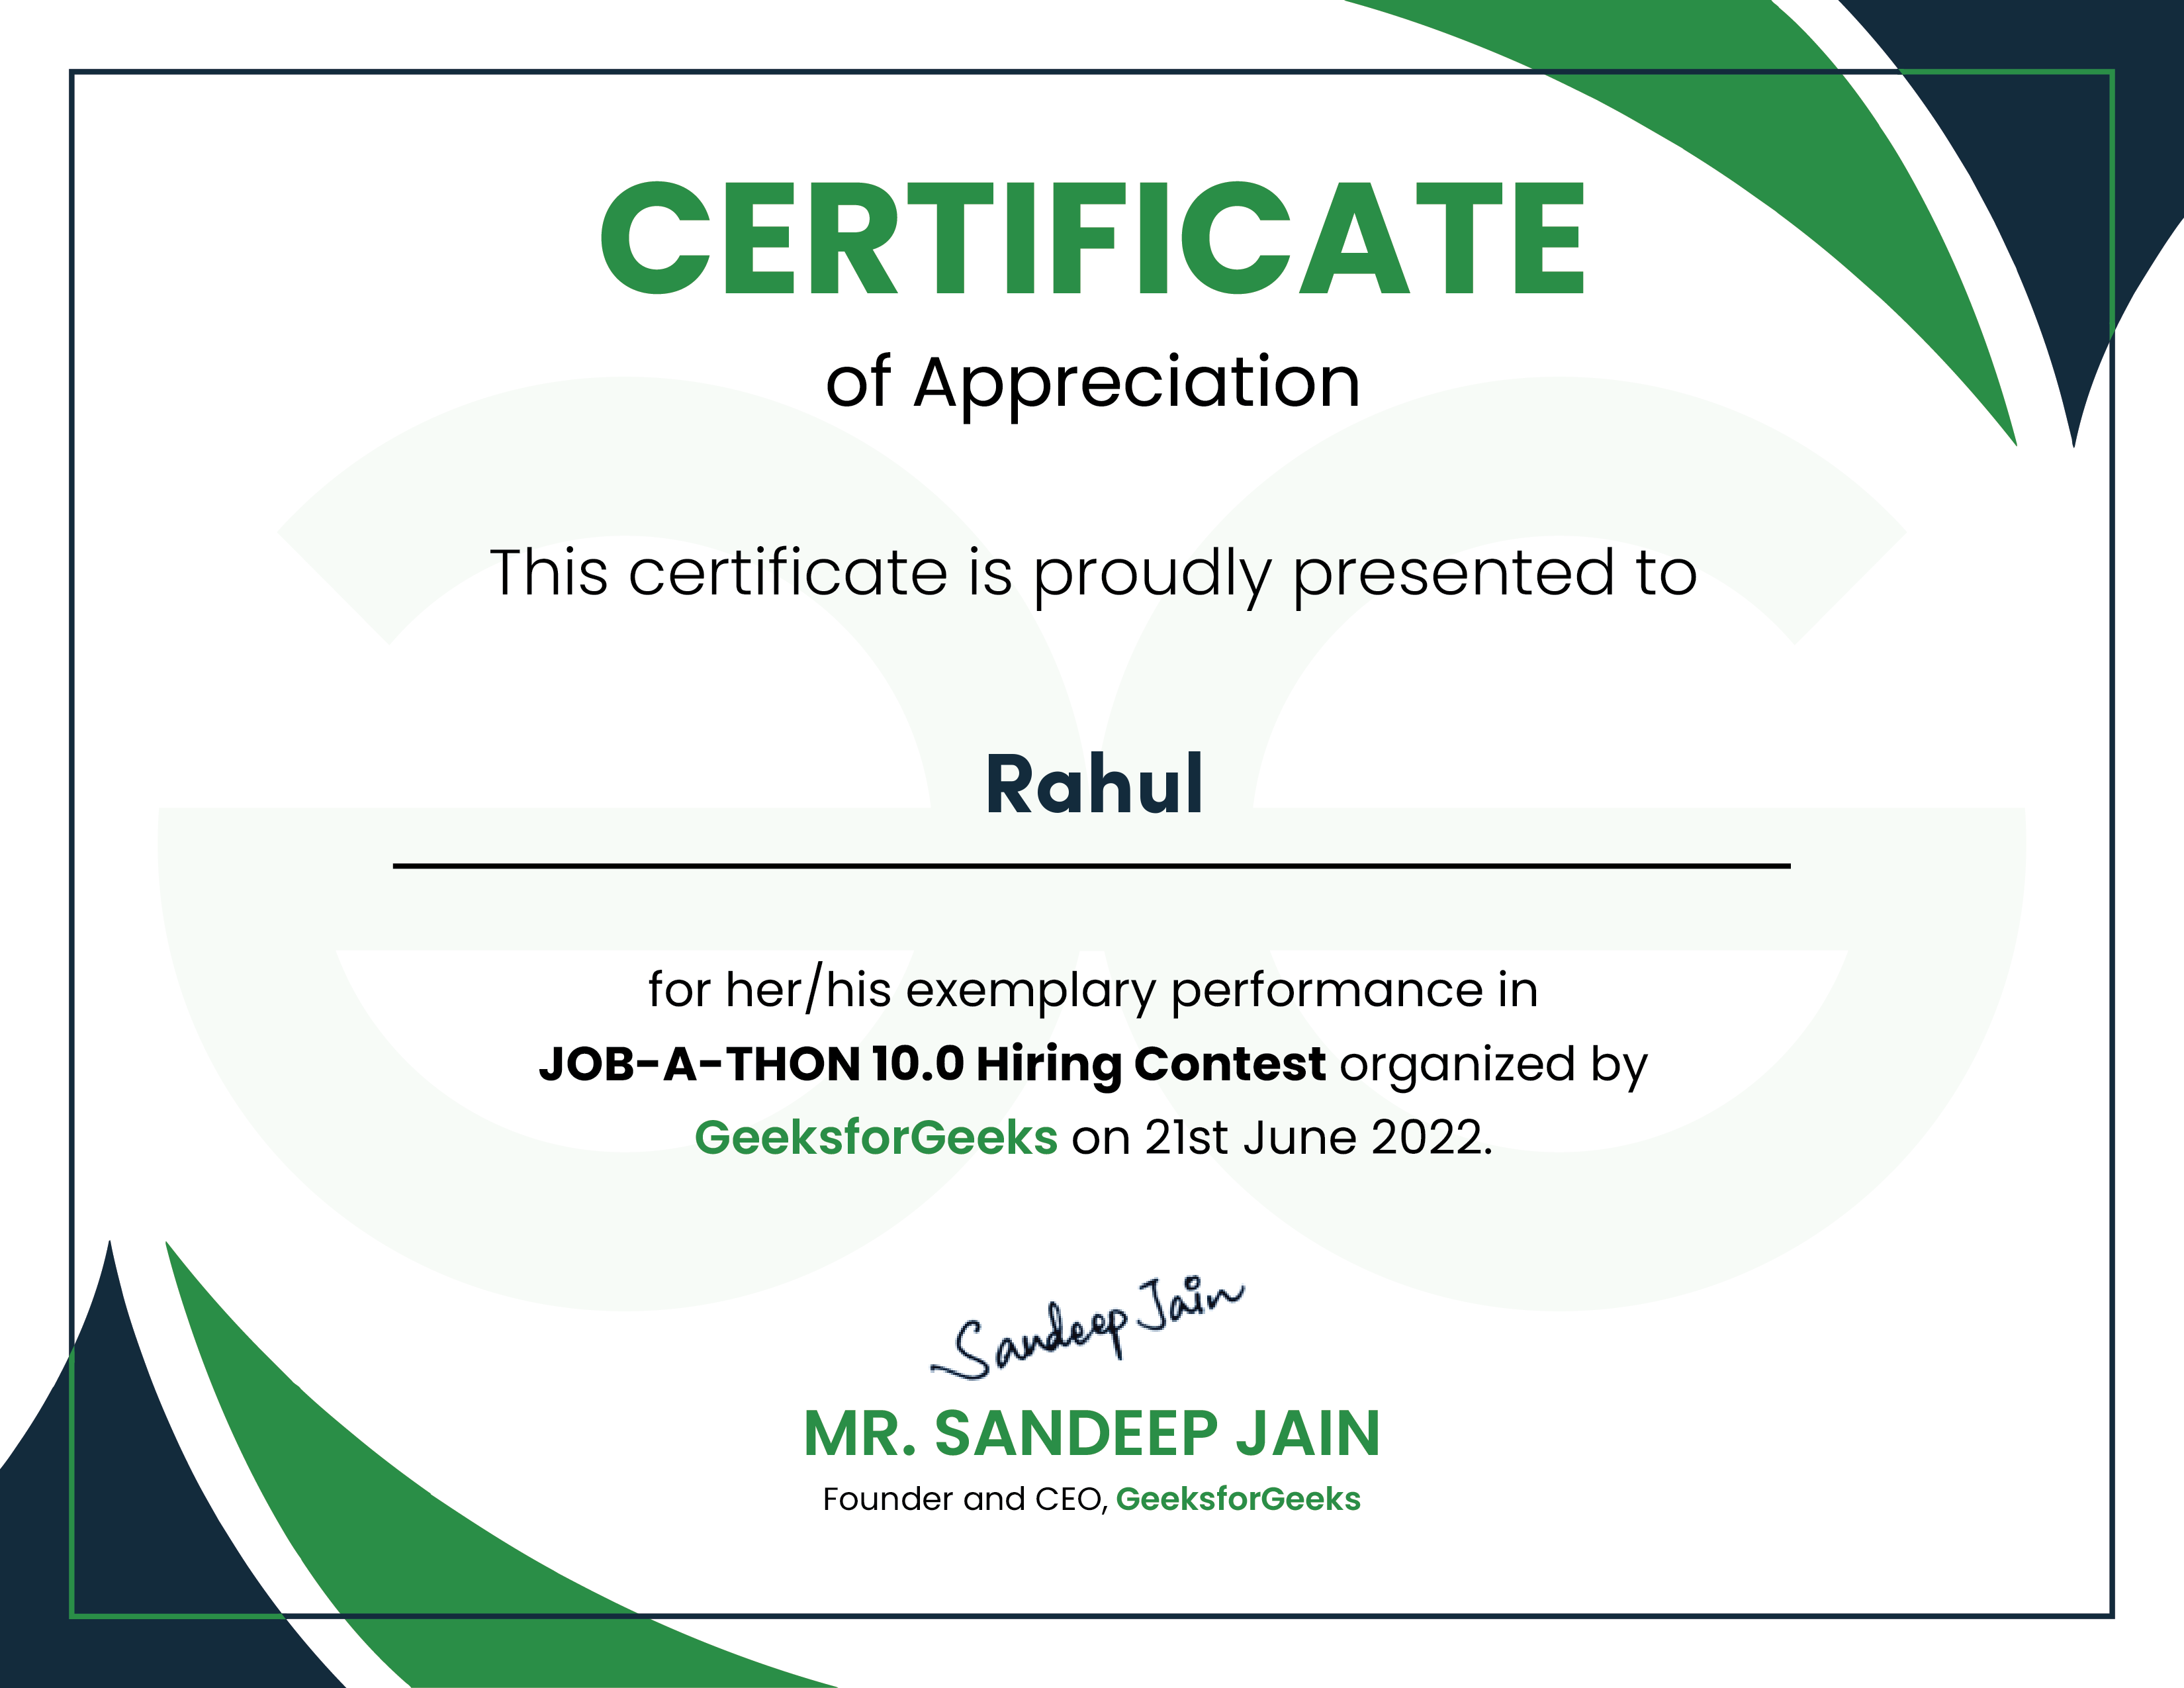 CERTIFICATE
of Appreciation
This certificate is proudly presented to
Rahul
for her/his exemplary performance in
JOB-A-THON 10.0 Hiring Contest organized by
GeeksforGeeks on 21st June 2022.
Sandeep Jain
MR. SANDEEP JAIN
Founder and CEO, GeeksforGeeks